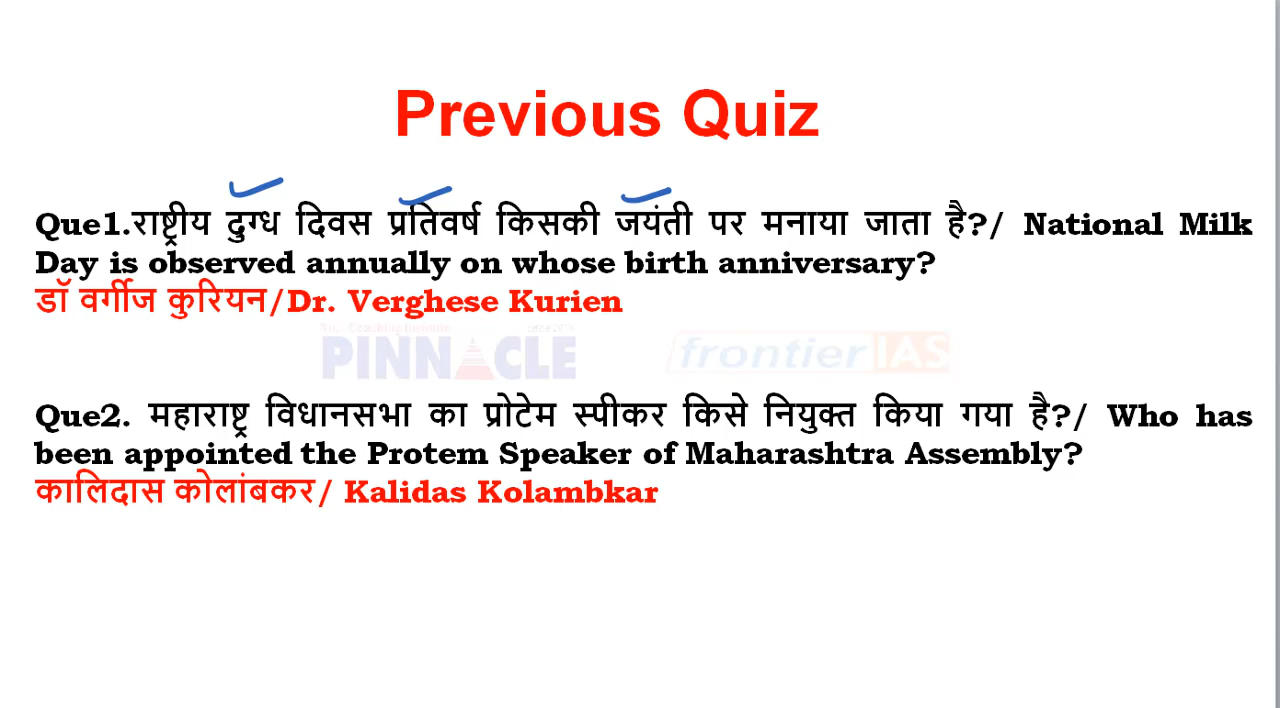 Previous Quiz
Que1.राष्ट्रीय दुग्ध दिवस प्रतिवर्ष किसकी जयंती पर मनाया जाता है?/ National Milk
Day is observed annually on whose birth anniversary?
डॉ वर्गीज कुरियन/Dr. Verghese Kurien
PINNACLE frontier IAS
Que2. महाराष्ट्र विधानसभा का प्रोटेम स्पीकर किसे नियुक्त किया गया है?/ Who has
been appointed the Protem Speaker of Maharashtra Assembly?
कालिदास कोलांबकर/ Kalidas Kolambkar